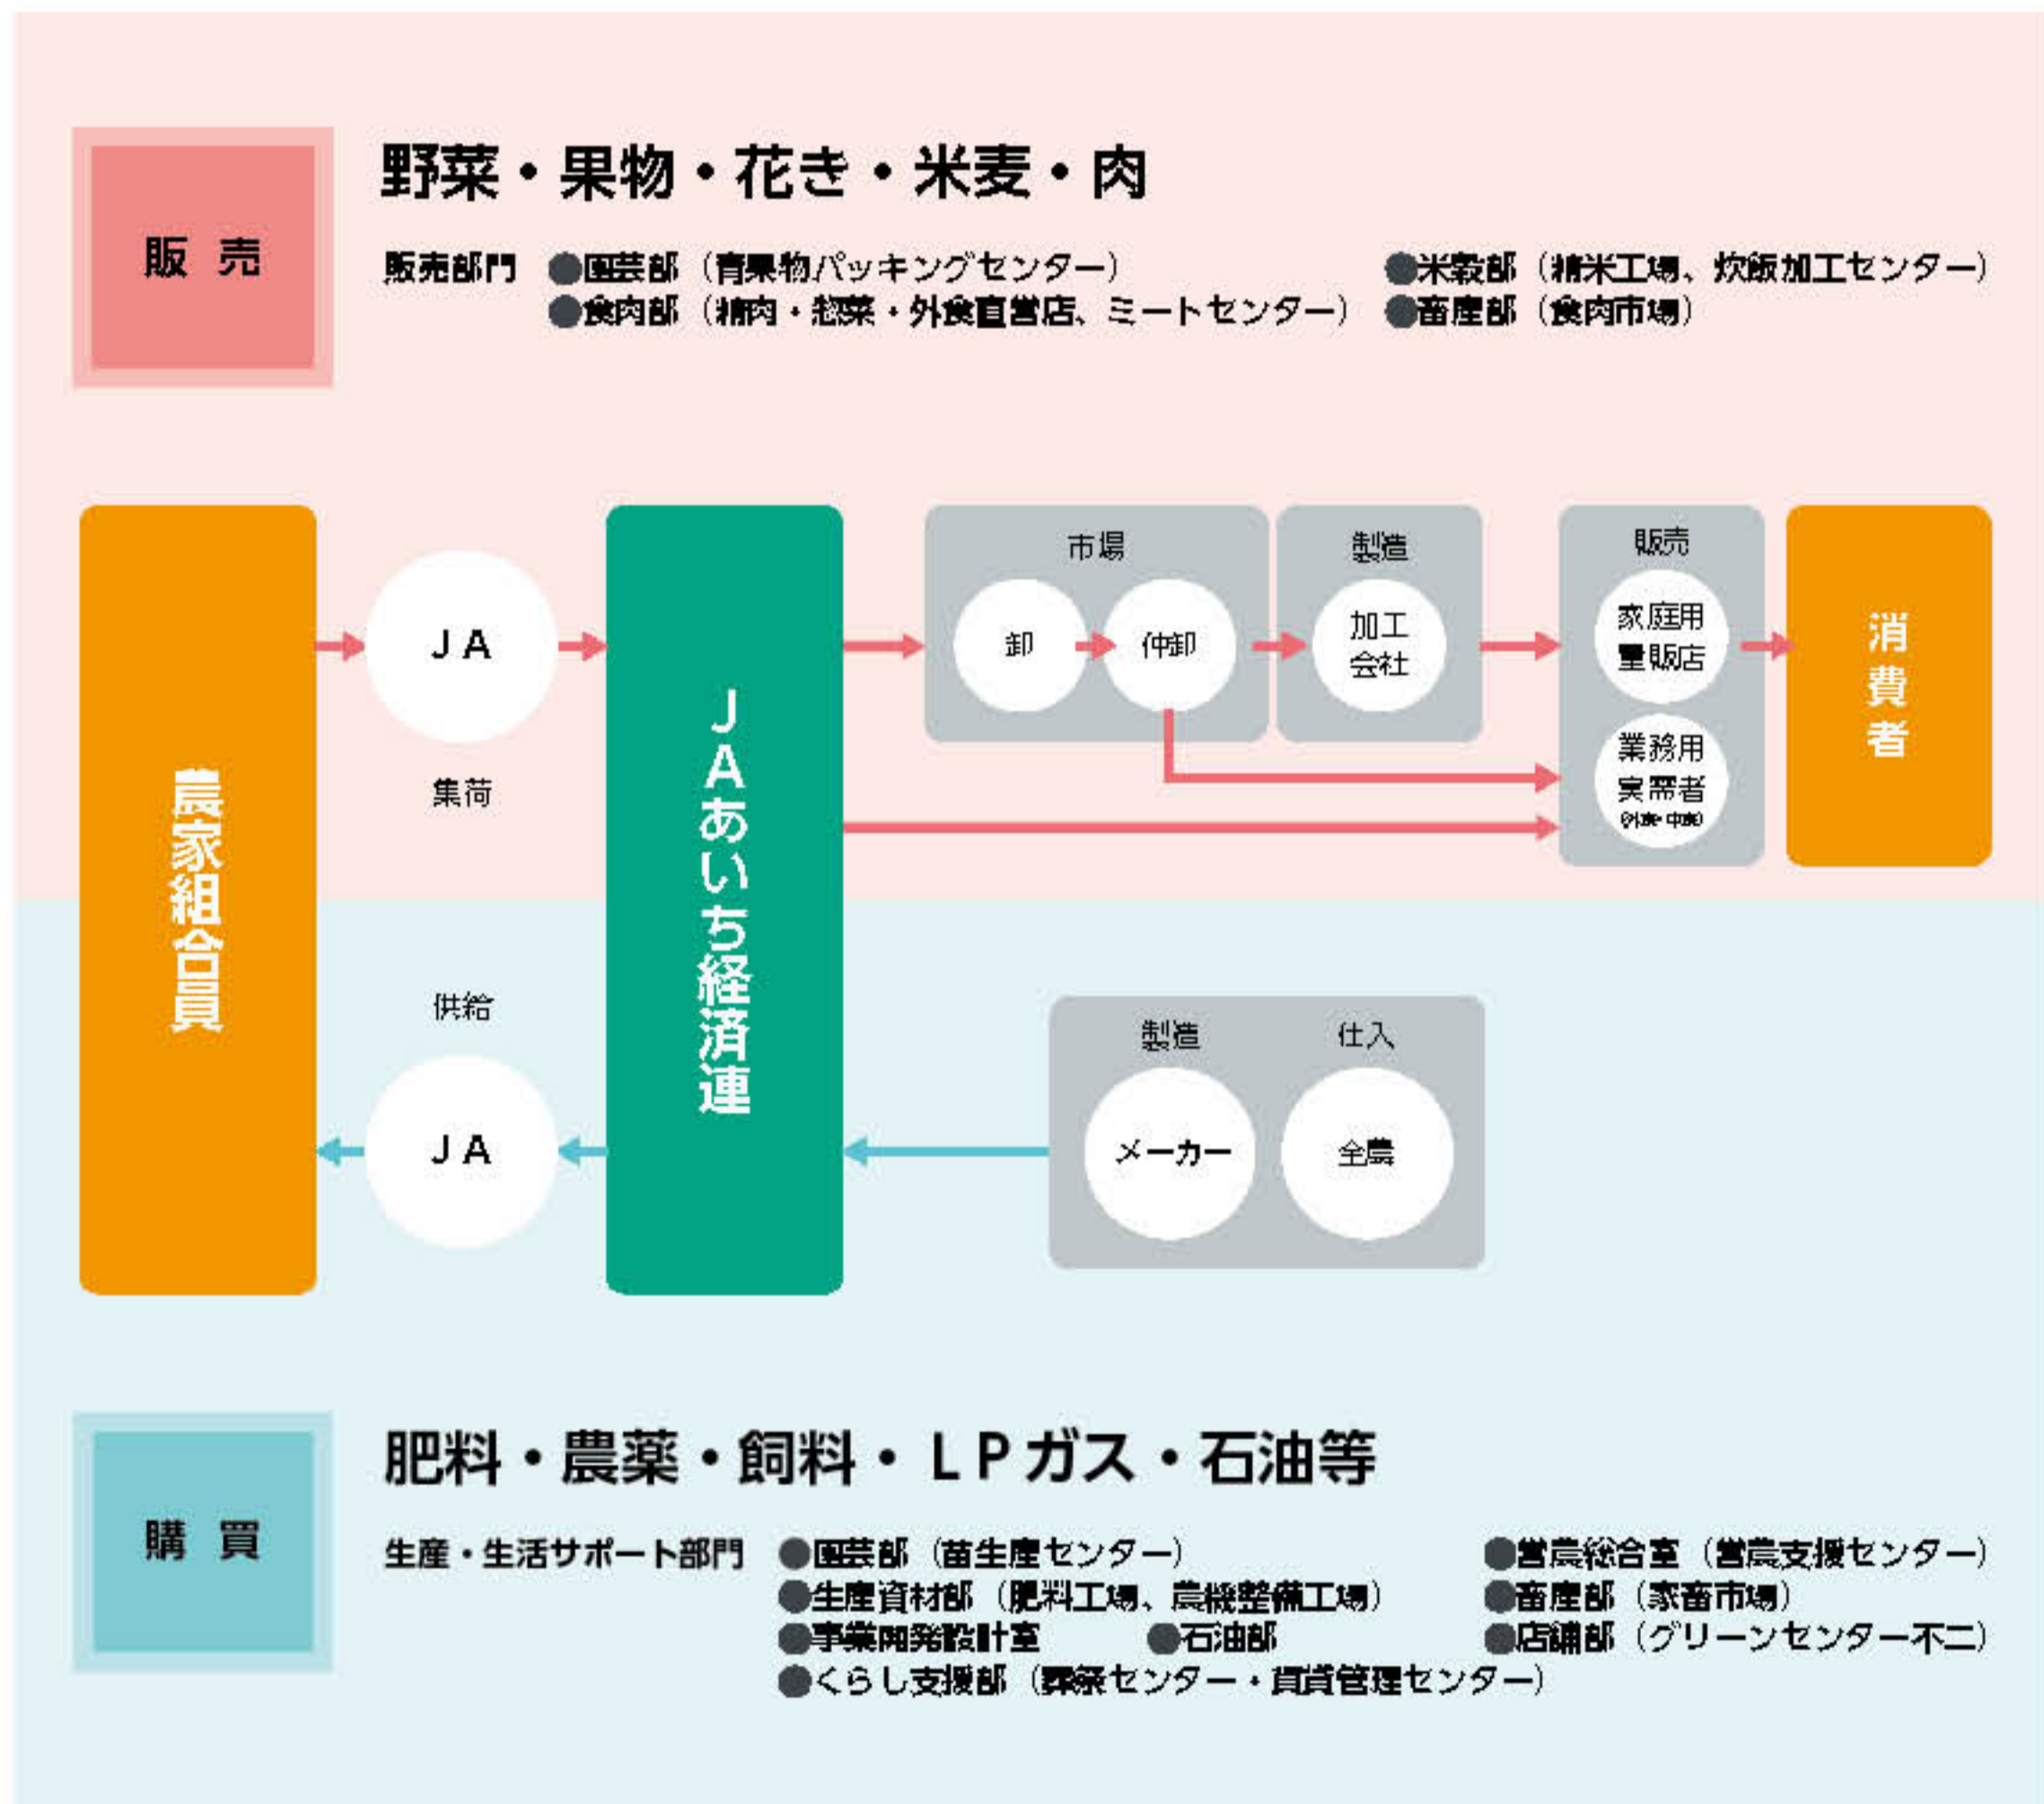 販売
野菜・果物・花き・米麦・肉
販売部門 ●園芸部（青果物パッキングセンター） ●米穀部（精米工場、炊飯加工センター）
●食肉部（精肉・惣菜・外食直営店、ミートセンター） ●畜産部（食肉市場）
農家組合員
JA
集荷
JAあいち経済連
市場
卸
仲卸
製造
加工
会社
販売
家庭用
量販店
業務用
実需者
（外食・中食）
消費者
供給
JA
製造
メーカー
仕入
全農
購買
肥料・農薬・飼料・LPガス・石油等
生産・生活サポート部門 ●園芸部（苗生産センター） ●営農総合室（営農支援センター）
●生産資材部（肥料工場、農機整備工場） ●畜産部（家畜市場）
●事業開発設計室 ●石油部 ●店舗部（グリーンセンター不二）
●くらし支援部（葬祭センター・賃貸管理センター）